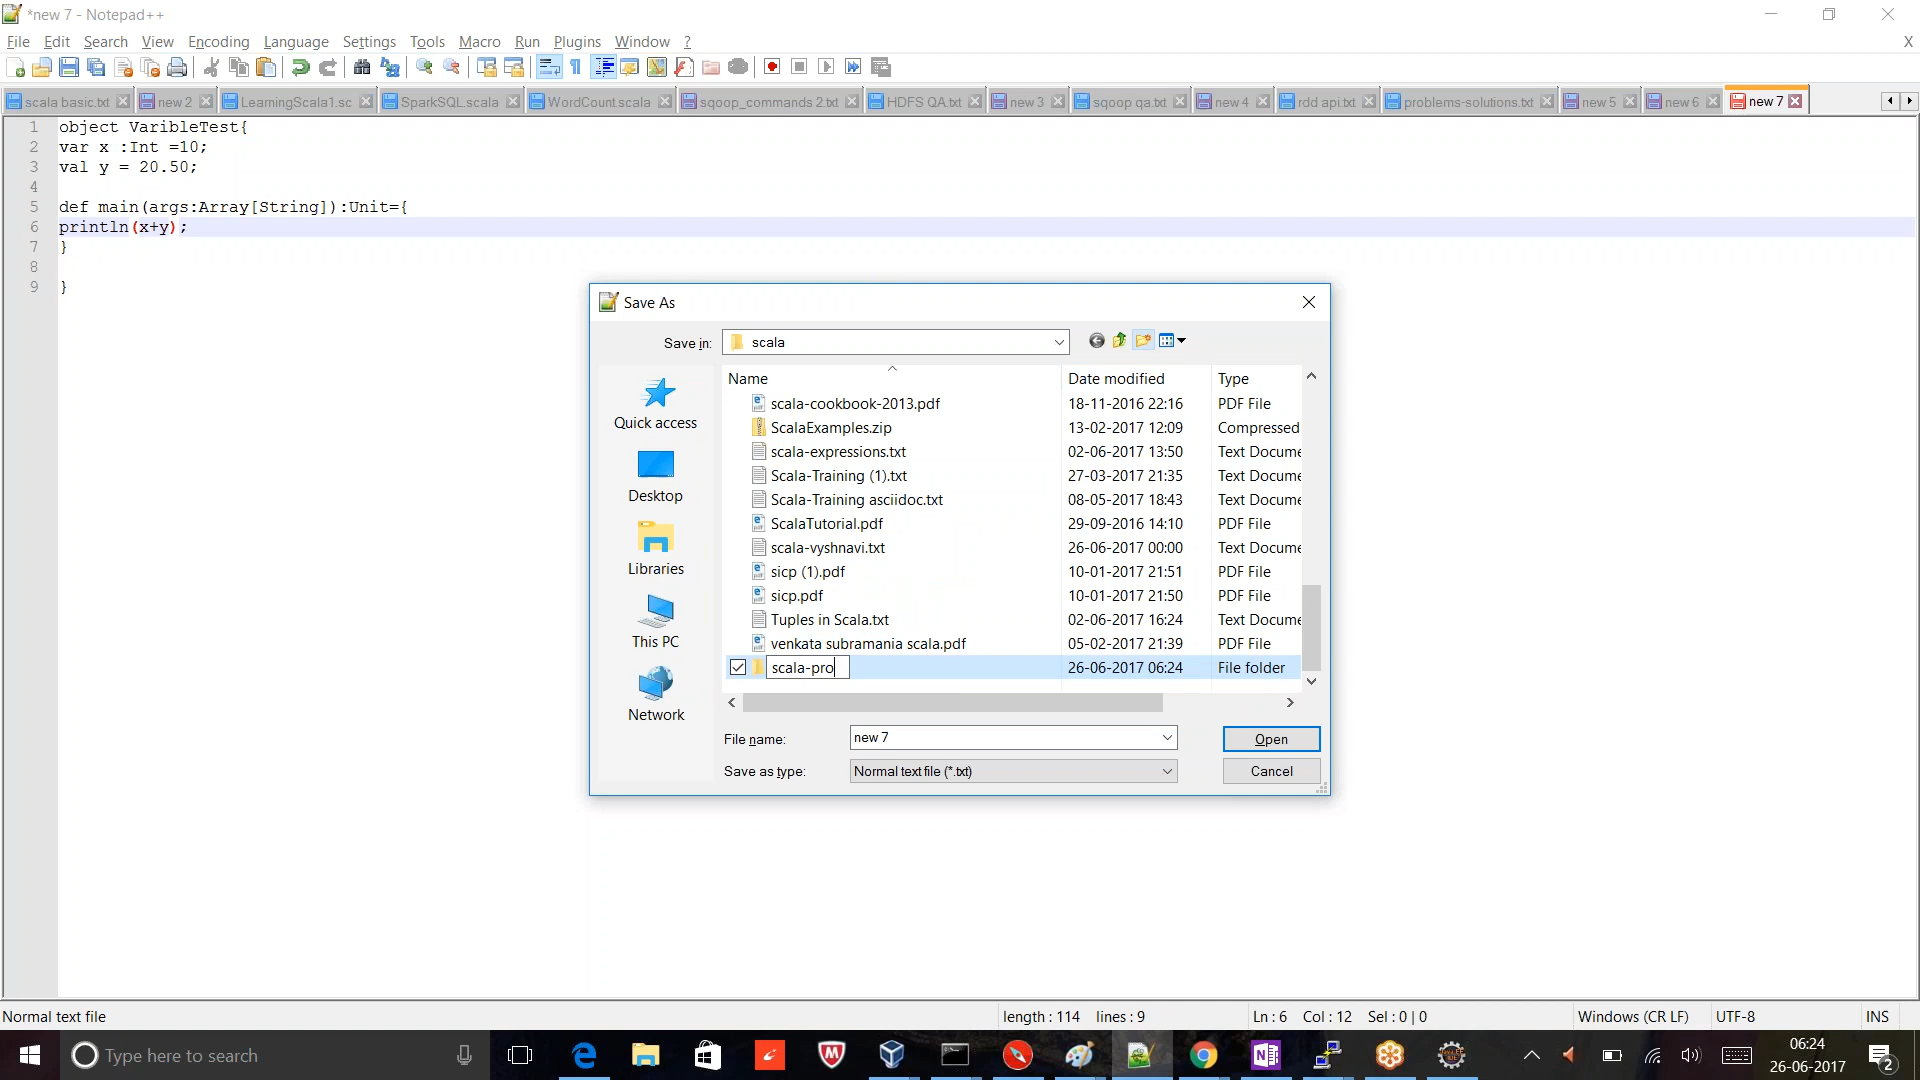 *new 7 - Notepad++
File Edit Search View Encoding Language Settings Tools Macro Run Plugins Window ?
X
scala basic.txt new 2 LearningScala1.sc SparkSQL.scala WordCount.scala sqoop_commands 2.txt HDFS QA.txt new 3 sqoop qa.txt new 4 rdd api.txt problems-solutions.txt new 5 new 6 new 7
1 object VaribleTest{
2 var x :Int =10;
3 val y = 20.50;
4
5 def main(args:Array[String]):Unit={
6 println(x+y);
7 }
8
9 }
Save As
Save in: scala
Quick access
Desktop
Libraries
This PC
Network
Name Date modified Type
scala-cookbook-2013.pdf 18-11-2016 22:16 PDF File
ScalaExamples.zip 13-02-2017 12:09 Compressed
scala-expressions.txt 02-06-2017 13:50 Text Docume
Scala-Training (1).txt 27-03-2017 21:35 Text Docume
Scala-Training asciidoc.txt 08-05-2017 18:43 Text Docume
ScalaTutorial.pdf 29-09-2016 14:10 PDF File
scala-vyshnavi.txt 26-06-2017 00:00 Text Docume
sicp (1).pdf 10-01-2017 21:51 PDF File
sicp.pdf 10-01-2017 21:50 PDF File
Tuples in Scala.txt 02-06-2017 16:24 Text Docume
venkata subramania scala.pdf 05-02-2017 21:39 PDF File
scala-pro 26-06-2017 06:24 File folder
File name: new 7 Open
Save as type: Normal text file (*.txt) Cancel
Normal text file length : 114 lines : 9 Ln : 6 Col : 12 Sel : 0 | 0 Windows (CR LF) UTF-8 INS
Type here to search
06:24
26-06-2017
2